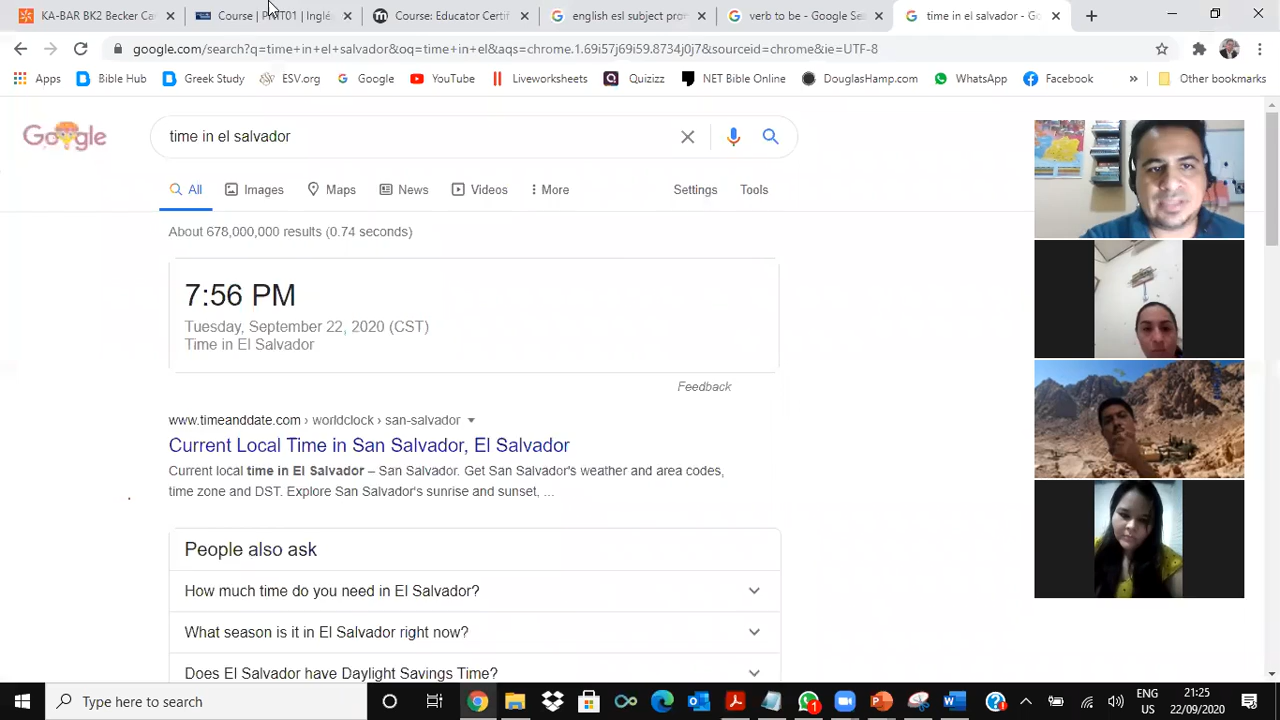 KA-BAR BK2 Becker Ca
Course | PMT01 | Inglé
Course: Educator Certif
english esl subject pro
verb to be - Google Se
time in el salvador - Go
google.com/search?q=time+in+el+salvador&oq=time+in+el&aqs=chrome.1.69i57j69i59.8734j0j7&sourceid=chrome&ie=UTF-8
Apps Bible Hub Greek Study ESV.org Google YouTube Liveworksheets Quizizz NET Bible Online DouglasHamp.com WhatsApp Facebook » Other bookmarks
Google
time in el salvador
All Images Maps News Videos More Settings Tools
About 678,000,000 results (0.74 seconds)
7:56 PM
Tuesday, September 22, 2020 (CST)
Time in El Salvador
Feedback
www.timeanddate.com › worldclock › san-salvador
Current Local Time in San Salvador, El Salvador
Current local time in El Salvador – San Salvador. Get San Salvador's weather and area codes,
time zone and DST. Explore San Salvador's sunrise and sunset, ...
People also ask
How much time do you need in El Salvador?
What season is it in El Salvador right now?
Does El Salvador have Daylight Savings Time?
Type here to search
1
ENG
US
21:25
22/09/2020